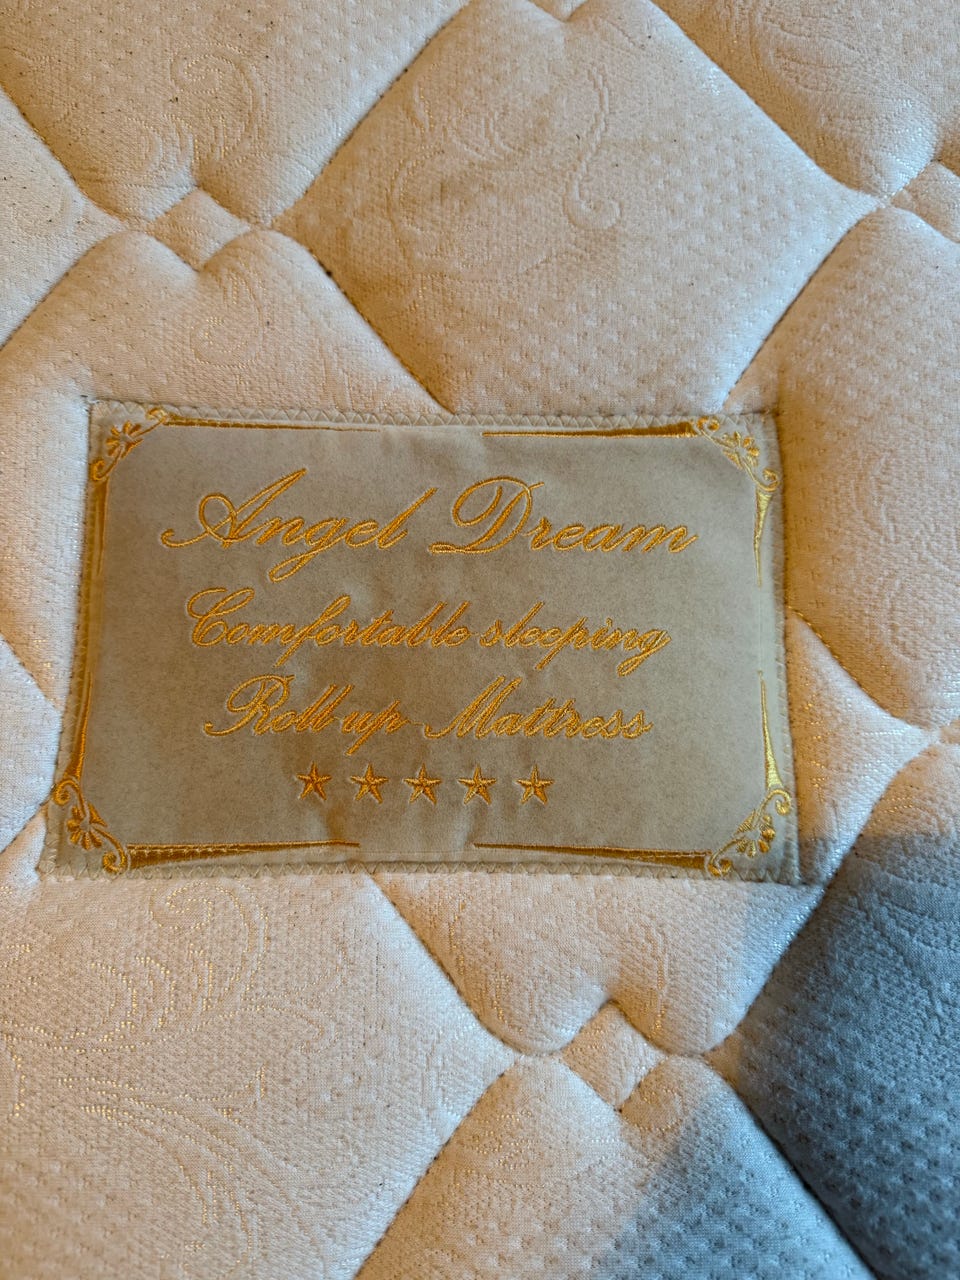 Angel Dream
Comfortable sleeping
Roll-up Mattress